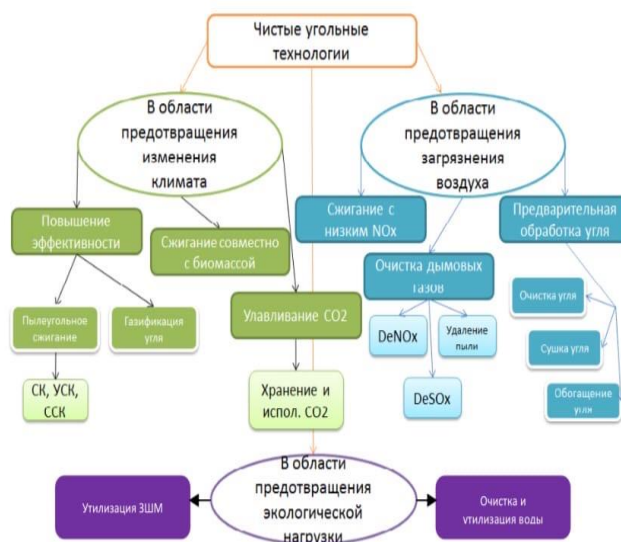 Чистые угольные
технологии
В области
предотвращения
изменения
климата
В области
предотвращения
загрязнения
воздуха
Повышение
эффективности
Сжигание совместно
с биомассой
Сжигание с
низким NOx
Предварительная
обработка угля
Очистка дымовых
газов
Пылеугольное
сжигание
Газификация
угля
Улавливание CO2
DeNOx
Удаление
пыли
Очистка угля
Сушка угля
Обогащение
угля
СК, УСК,
ССК
Хранение и
испол. CO2
DeSOx
В области
предотвращения
экологической
нагрузки
Утилизация ЗШМ
Очистка и
утилизация воды